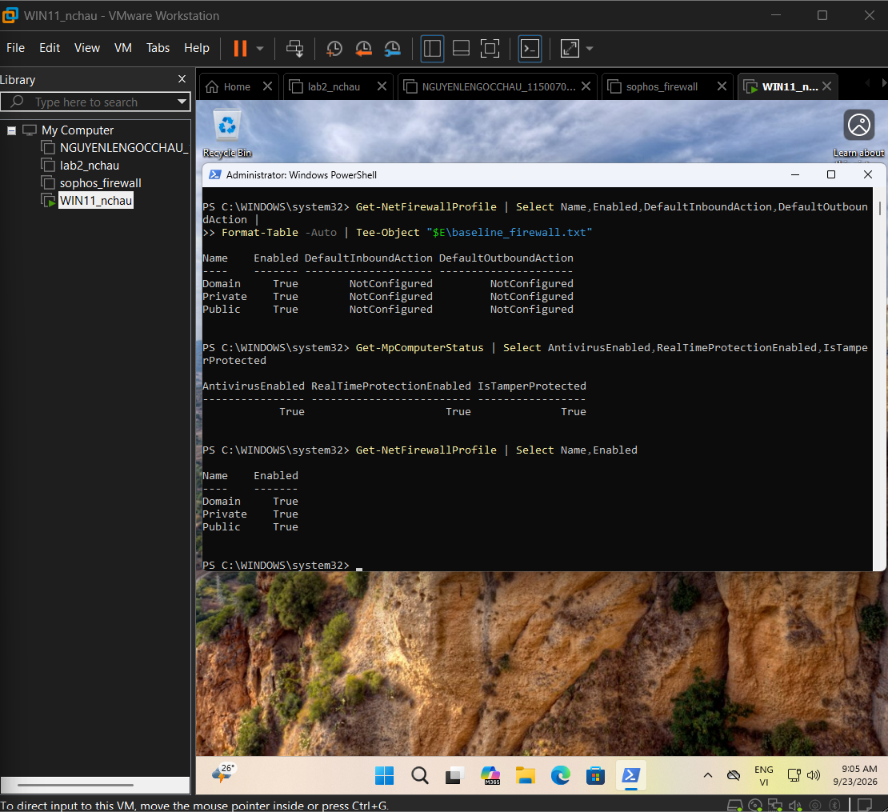 WIN11_nchau - VMware Workstation
File Edit View VM Tabs Help
Library
Type here to search
My Computer
NGUYENLENGOCCHAU_
lab2_nchau
sophos_firewall
WIN11_nchau
Home
lab2_nchau
NGUYENLENGOCCHAU_1150070...
sophos_firewall
WIN11_n...
Recycle Bin
Learn about
Administrator: Windows PowerShell
PS C:\WINDOWS\system32> Get-NetFirewallProfile | Select Name,Enabled,DefaultInboundAction,DefaultOutboun
dAction |
>> Format-Table -Auto | Tee-Object "$E\baseline_firewall.txt"
Name Enabled DefaultInboundAction DefaultOutboundAction
---- ------- -------------------- ---------------------
Domain True NotConfigured NotConfigured
Private True NotConfigured NotConfigured
Public True NotConfigured NotConfigured
PS C:\WINDOWS\system32> Get-MpComputerStatus | Select AntivirusEnabled,RealTimeProtectionEnabled,IsTampe
rProtected
AntivirusEnabled RealTimeProtectionEnabled IsTamperProtected
---------------- ------------------------- -----------------
True True True
PS C:\WINDOWS\system32> Get-NetFirewallProfile | Select Name,Enabled
Name Enabled
---- -------
Domain True
Private True
Public True
PS C:\WINDOWS\system32>
26°
M365
ENG
VI
9:05 AM
9/23/2026
To direct input to this VM, move the mouse pointer inside or press Ctrl+G.